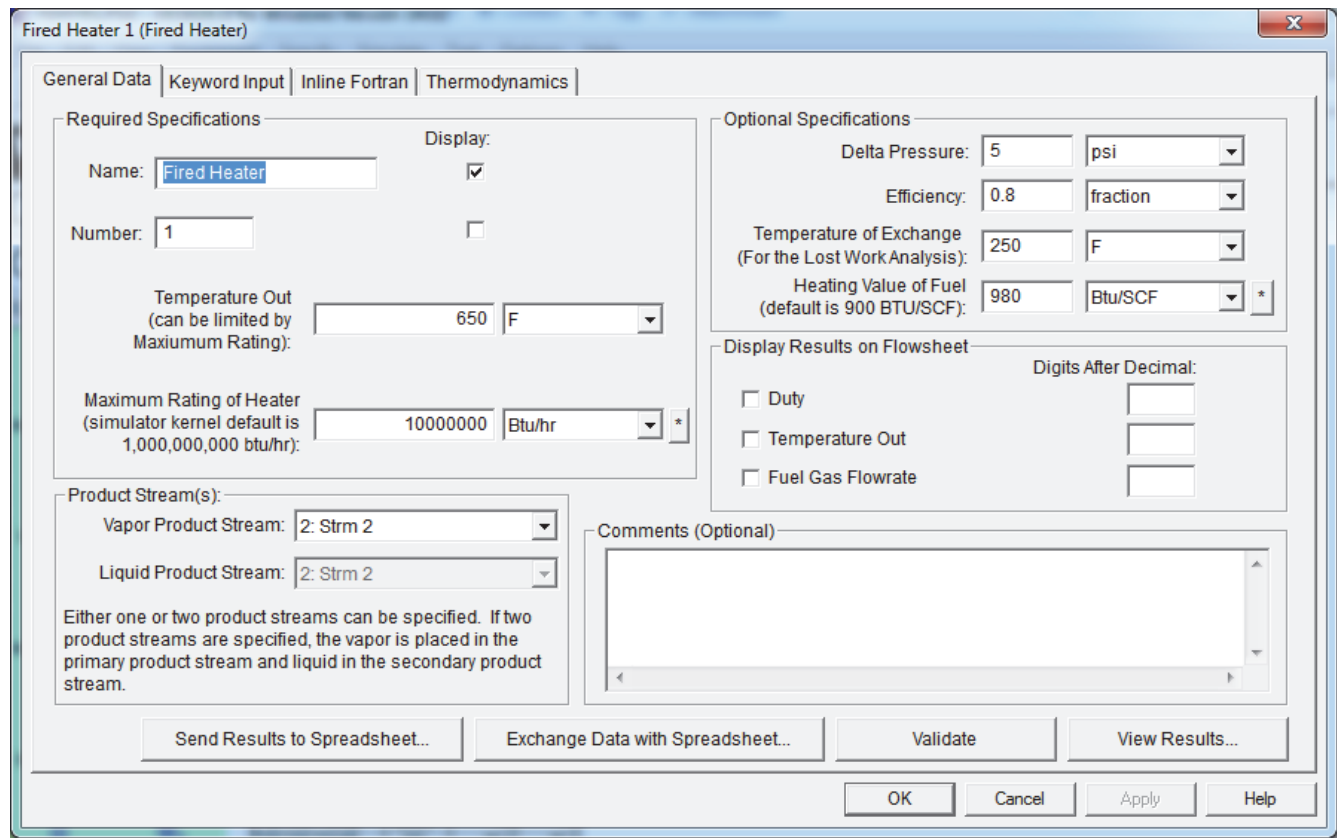 Fired Heater 1 (Fired Heater)
x
General Data
Keyword Input
Inline Fortran
Thermodynamics
Required Specifications
Display:
Name:
Fired Heater
Number:
1
Temperature Out
(can be limited by
Maxiumum Rating):
650
F
Maximum Rating of Heater
(simulator kernel default is
1,000,000,000 btu/hr):
10000000
Btu/hr
*
Optional Specifications
Delta Pressure:
5
psi
Efficiency:
0.8
fraction
Temperature of Exchange
(For the Lost Work Analysis):
250
F
Heating Value of Fuel
(default is 900 BTU/SCF):
980
Btu/SCF
*
Display Results on Flowsheet
Digits After Decimal:
Duty
Temperature Out
Fuel Gas Flowrate
Product Stream(s):
Vapor Product Stream:
2: Strm 2
Liquid Product Stream:
2: Strm 2
Either one or two product streams can be specified. If two
product streams are specified, the vapor is placed in the
primary product stream and liquid in the secondary product
stream.
Comments (Optional)
Send Results to Spreadsheet...
Exchange Data with Spreadsheet...
Validate
View Results...
OK
Cancel
Apply
Help